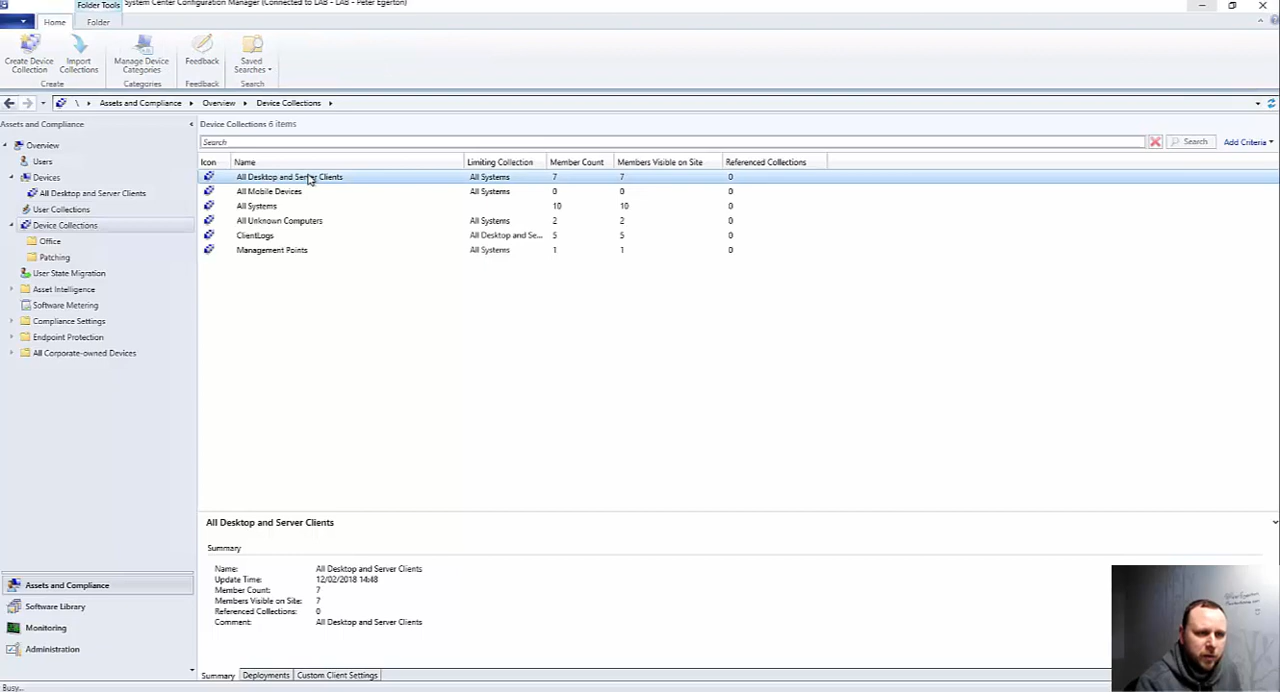 Folder Tools System Center Configuration Manager (Connected to LAB - LAB - Peter Egerton)
Home Folder
Create Device Collection Import Collections Manage Device Categories Feedback Saved Searches
Create Categories Feedback Search
\ Assets and Compliance Overview Device Collections
Assets and Compliance
Overview
Users
Devices
All Desktop and Server Clients
User Collections
Device Collections
Office
Patching
User State Migration
Asset Intelligence
Software Metering
Compliance Settings
Endpoint Protection
All Corporate-owned Devices
Assets and Compliance
Software Library
Monitoring
Administration
Device Collections 6 items
Search Search Add Criteria
Icon Name Limiting Collection Member Count Members Visible on Site Referenced Collections
All Desktop and Server Clients All Systems 7 7 0
All Mobile Devices All Systems 0 0 0
All Systems 10 10 0
All Unknown Computers All Systems 2 2 0
ClientLogs All Desktop and Se... 5 5 0
Management Points All Systems 1 1 0
All Desktop and Server Clients
Summary
Name: All Desktop and Server Clients
Update Time: 12/02/2018 14:48
Member Count: 7
Members Visible on Site: 7
Referenced Collections: 0
Comment: All Desktop and Server Clients
Summary Deployments Custom Client Settings
Busy...